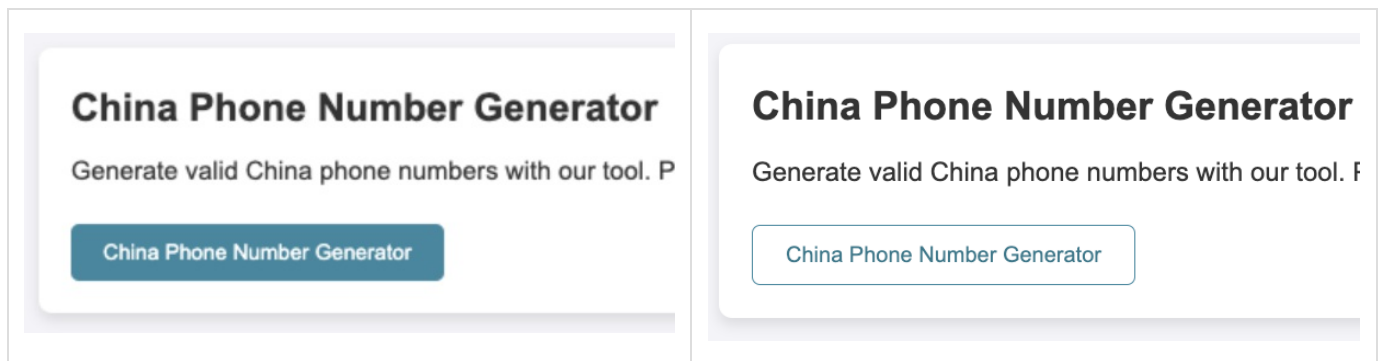 China Phone Number Generator
Generate valid China phone numbers with our tool. P
China Phone Number Generator
China Phone Number Generator
Generate valid China phone numbers with our tool.
China Phone Number Generator